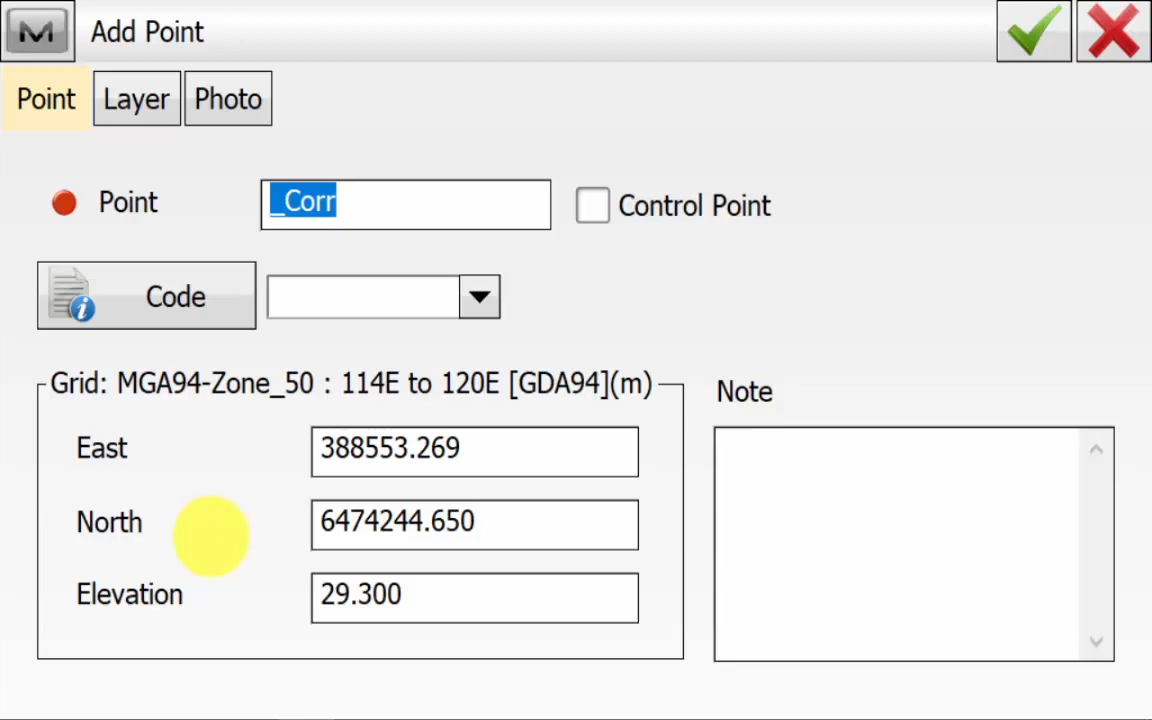 M Add Point
Point Layer Photo
Point _Corr Control Point
Code
Grid: MGA94-Zone_50 : 114E to 120E [GDA94](m)
Note
East 388553.269
North 6474244.650
Elevation 29.300